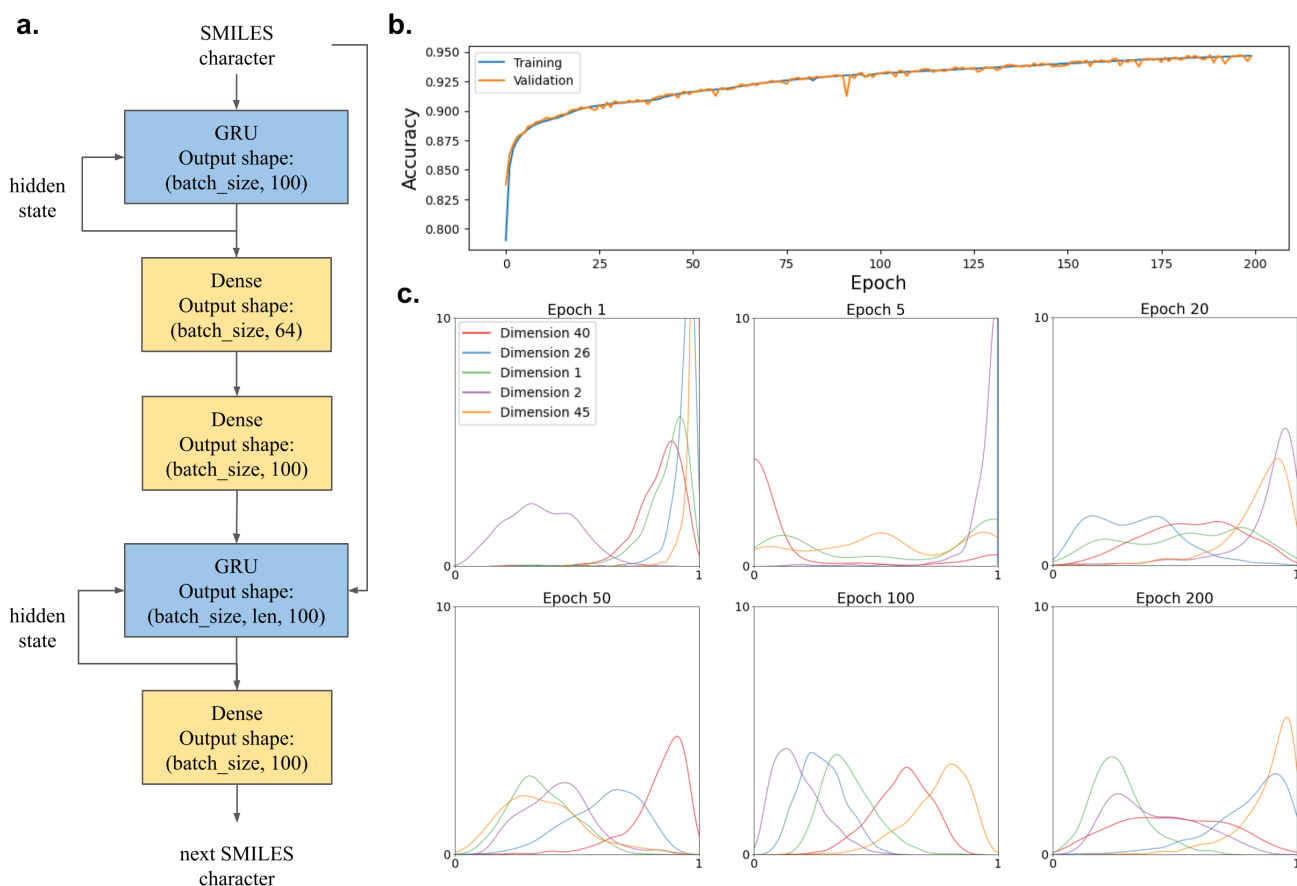 a.
SMILES
character
GRU
Output shape:
(batch_size, 100)
hidden
state
Dense
Output shape:
(batch_size, 64)
Dense
Output shape:
(batch_size, 100)
GRU
Output shape:
(batch_size, len, 100)
hidden
state
Dense
Output shape:
(batch_size, 100)
next SMILES
character
b.
Training
Validation
Accuracy
0.950
0.925
0.900
0.875
0.850
0.825
0.800
0 25 50 75 100 125 150 175 200
Epoch
c.
Epoch 1
10
Dimension 40
Dimension 26
Dimension 1
Dimension 2
Dimension 45
0
0 1
Epoch 5
10
0
0 1
Epoch 20
10
0
0 1
Epoch 50
10
0
0 1
Epoch 100
10
0
0 1
Epoch 200
10
0
0 1